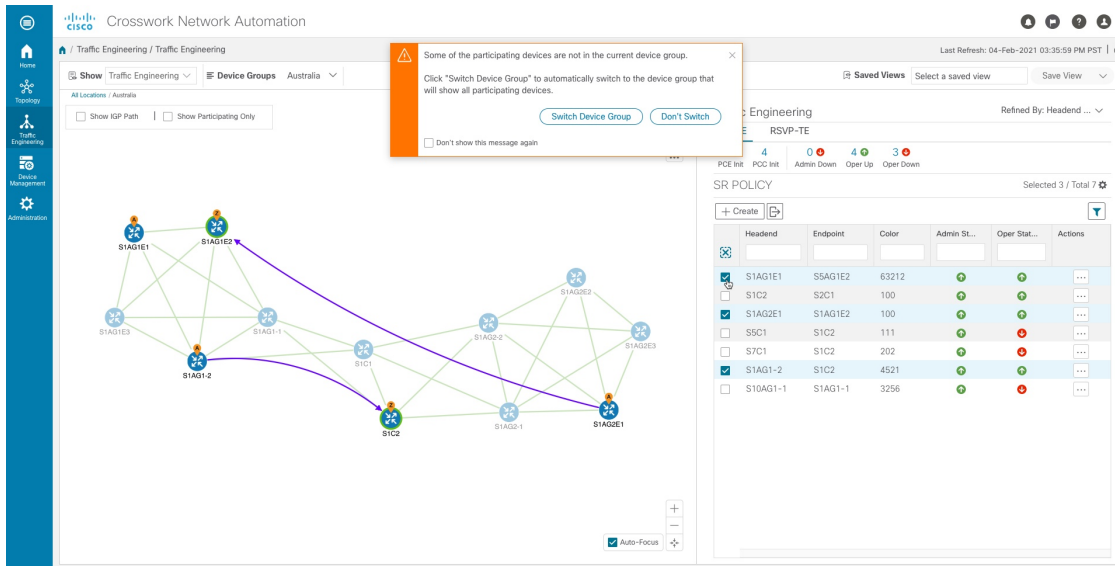 CISCO Crosswork Network Automation
/ Traffic Engineering / Traffic Engineering
Last Refresh: 04-Feb-2021 03:35:59 PM PST
Home
Topology
Traffic Engineering
Device Management
Administration
Show Traffic Engineering
Device Groups Australia
Saved Views Select a saved view Save View
All Locations / Australia
Show IGP Path | Show Participating Only
Some of the participating devices are not in the current device group.
Click "Switch Device Group" to automatically switch to the device group that
will show all participating devices.
Switch Device Group Don't Switch
Don't show this message again
Engineering Refined By: Headend ...
RSVP-TE
4 0 4 3
PCE Init PCC Init Admin Down Oper Up Oper Down
SR POLICY Selected 3 / Total 7
+ Create
Headend Endpoint Color Admin St... Oper Stat... Actions
S1AG1E1 S5AG1E2 63212 ...
S1C2 S2C1 100 ...
S1AG2E1 S1AG1E2 100 ...
S5C1 S1C2 111 ...
S7C1 S1C2 202 ...
S1AG1-2 S1C2 4521 ...
S10AG1-1 S1AG1-1 3256 ...
A
S1AG1E1
Z
S1AG1E2
S1AG2E2
S1AG1E3
S1AG1-1
S1AG2-2
S1AG2E3
A
S1AG1-2
S1C1
Z
S1C2
S1AG2-1
A
S1AG2E1
Auto-Focus